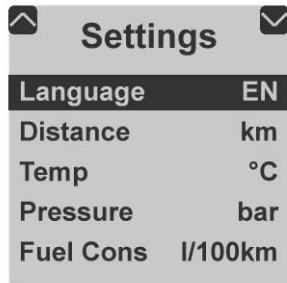 Settings
Language EN
Distance km
Temp °C
Pressure bar
Fuel Cons l/100km